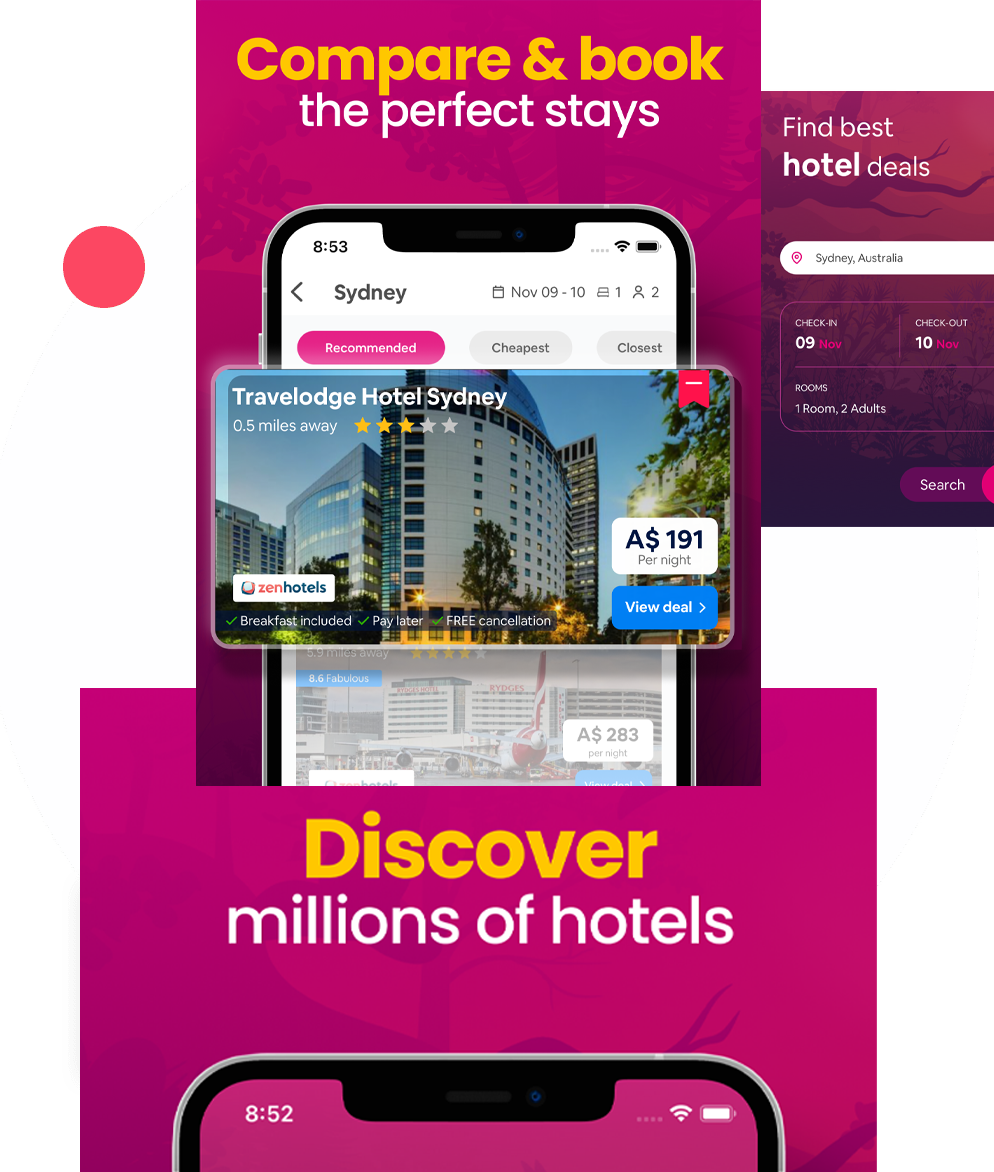 Compare & book
the perfect stays
8:53
Sydney
Nov 09 - 10
1
2
Recommended
Cheapest
Closest
Travelodge Hotel Sydney
0.5 miles away
A$ 191
Per night
zenhotels
View deal
Breakfast included
Pay later
FREE cancellation
5.9 miles away
8.6 Fabulous
RYDGES HOTEL
RYDGES
A$ 283
per night
zenhotels
View deal
Find best
hotel deals
Sydney, Australia
CHECK-IN
CHECK-OUT
09 Nov
10 Nov
ROOMS
1 Room, 2 Adults
Search
Discover
millions of hotels
8:52